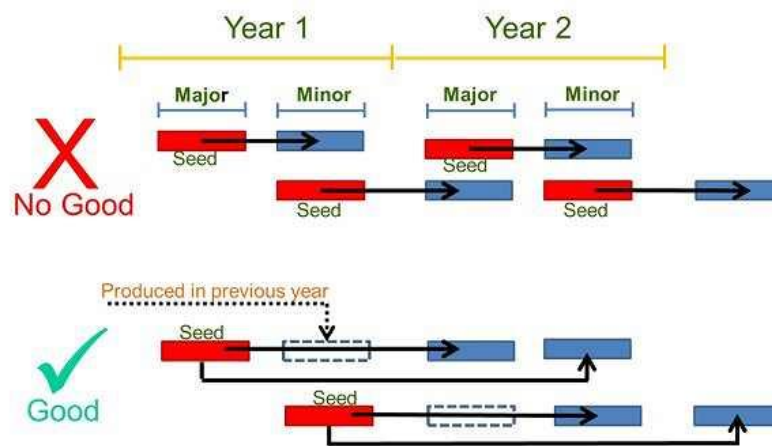 Year 1 Year 2
Major Minor Major Minor
X
Seed Seed
No Good
Seed Seed
Produced in previous year
Seed
Good
Seed